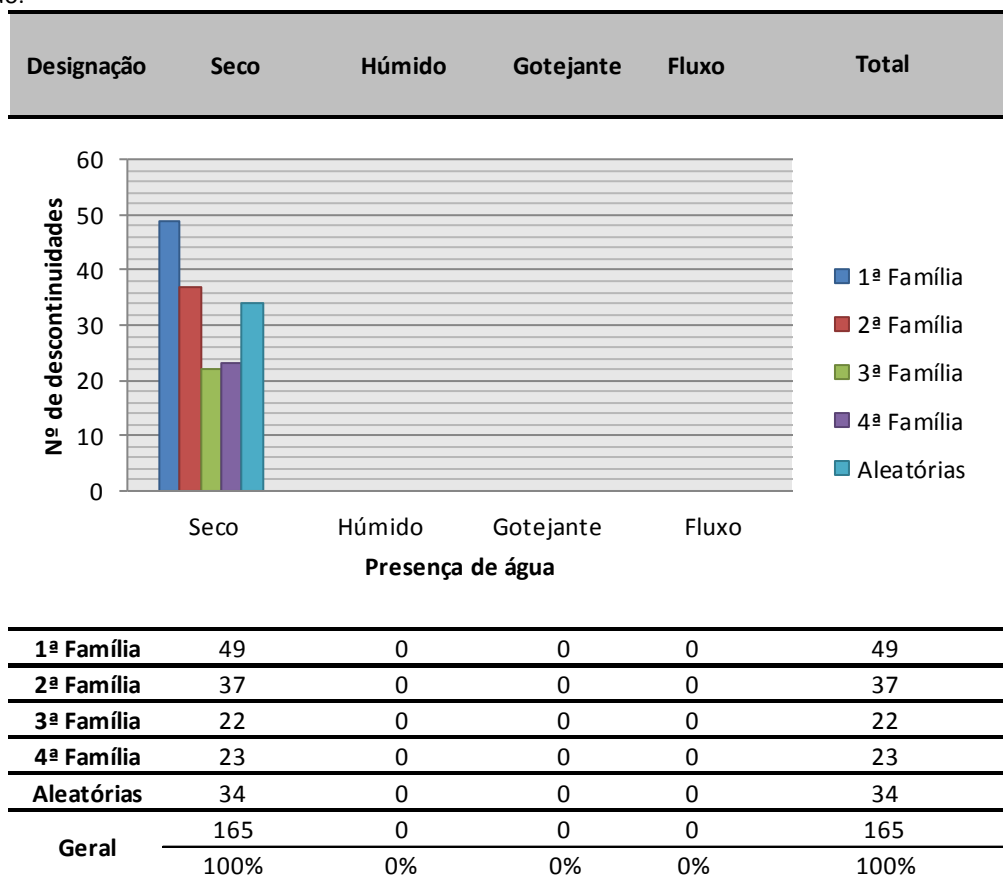 Designação Seco Húmido Gotejante Fluxo Total
60
50
40
30
20
10
0
Nº de descontinuidades
Seco Húmido Gotejante Fluxo
Presença de água
1ª Família
2ª Família
3ª Família
4ª Família
Aleatórias
1ª Família 49 0 0 0 49
2ª Família 37 0 0 0 37
3ª Família 22 0 0 0 22
4ª Família 23 0 0 0 23
Aleatórias 34 0 0 0 34
Geral 165 0 0 0 165
100% 0% 0% 0% 100%